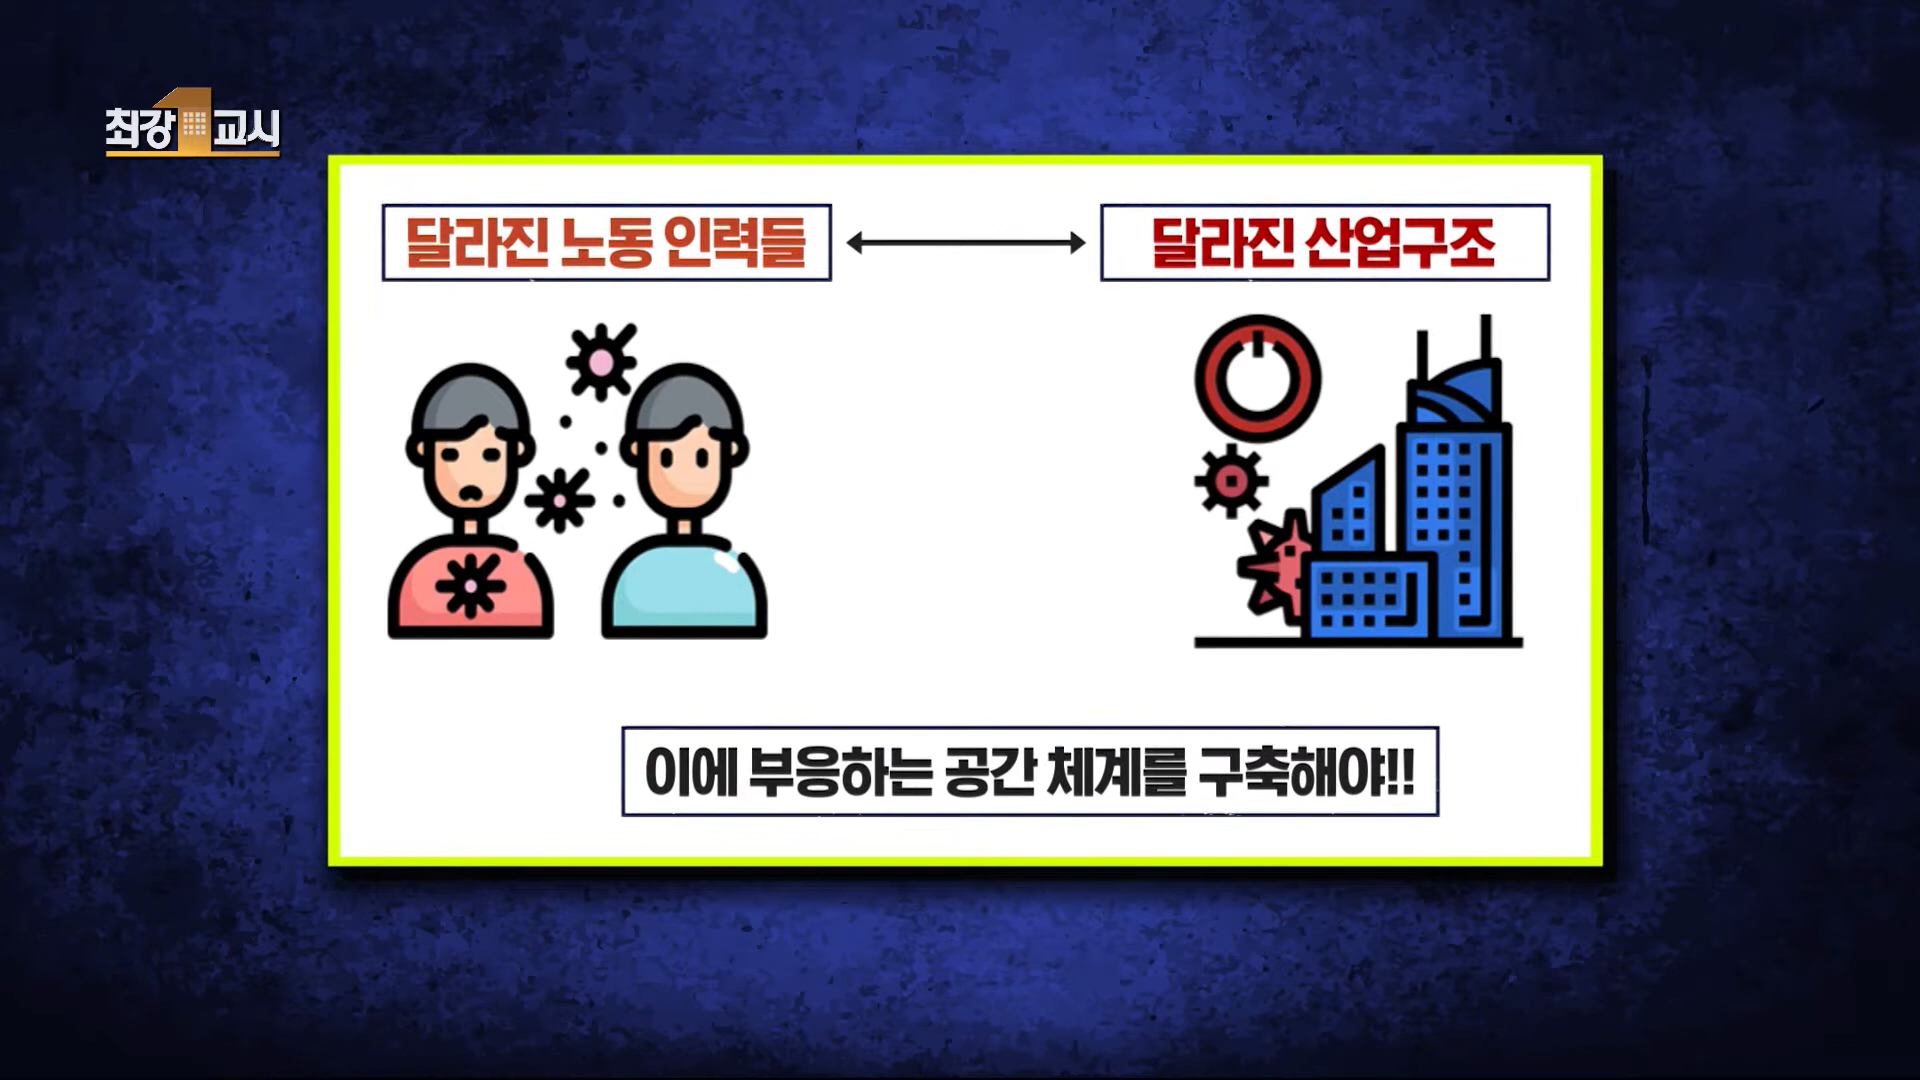 최강1교시
달라진 노동 인력들
달라진 산업구조
이에 부응하는 공간 체계를 구축해야!!